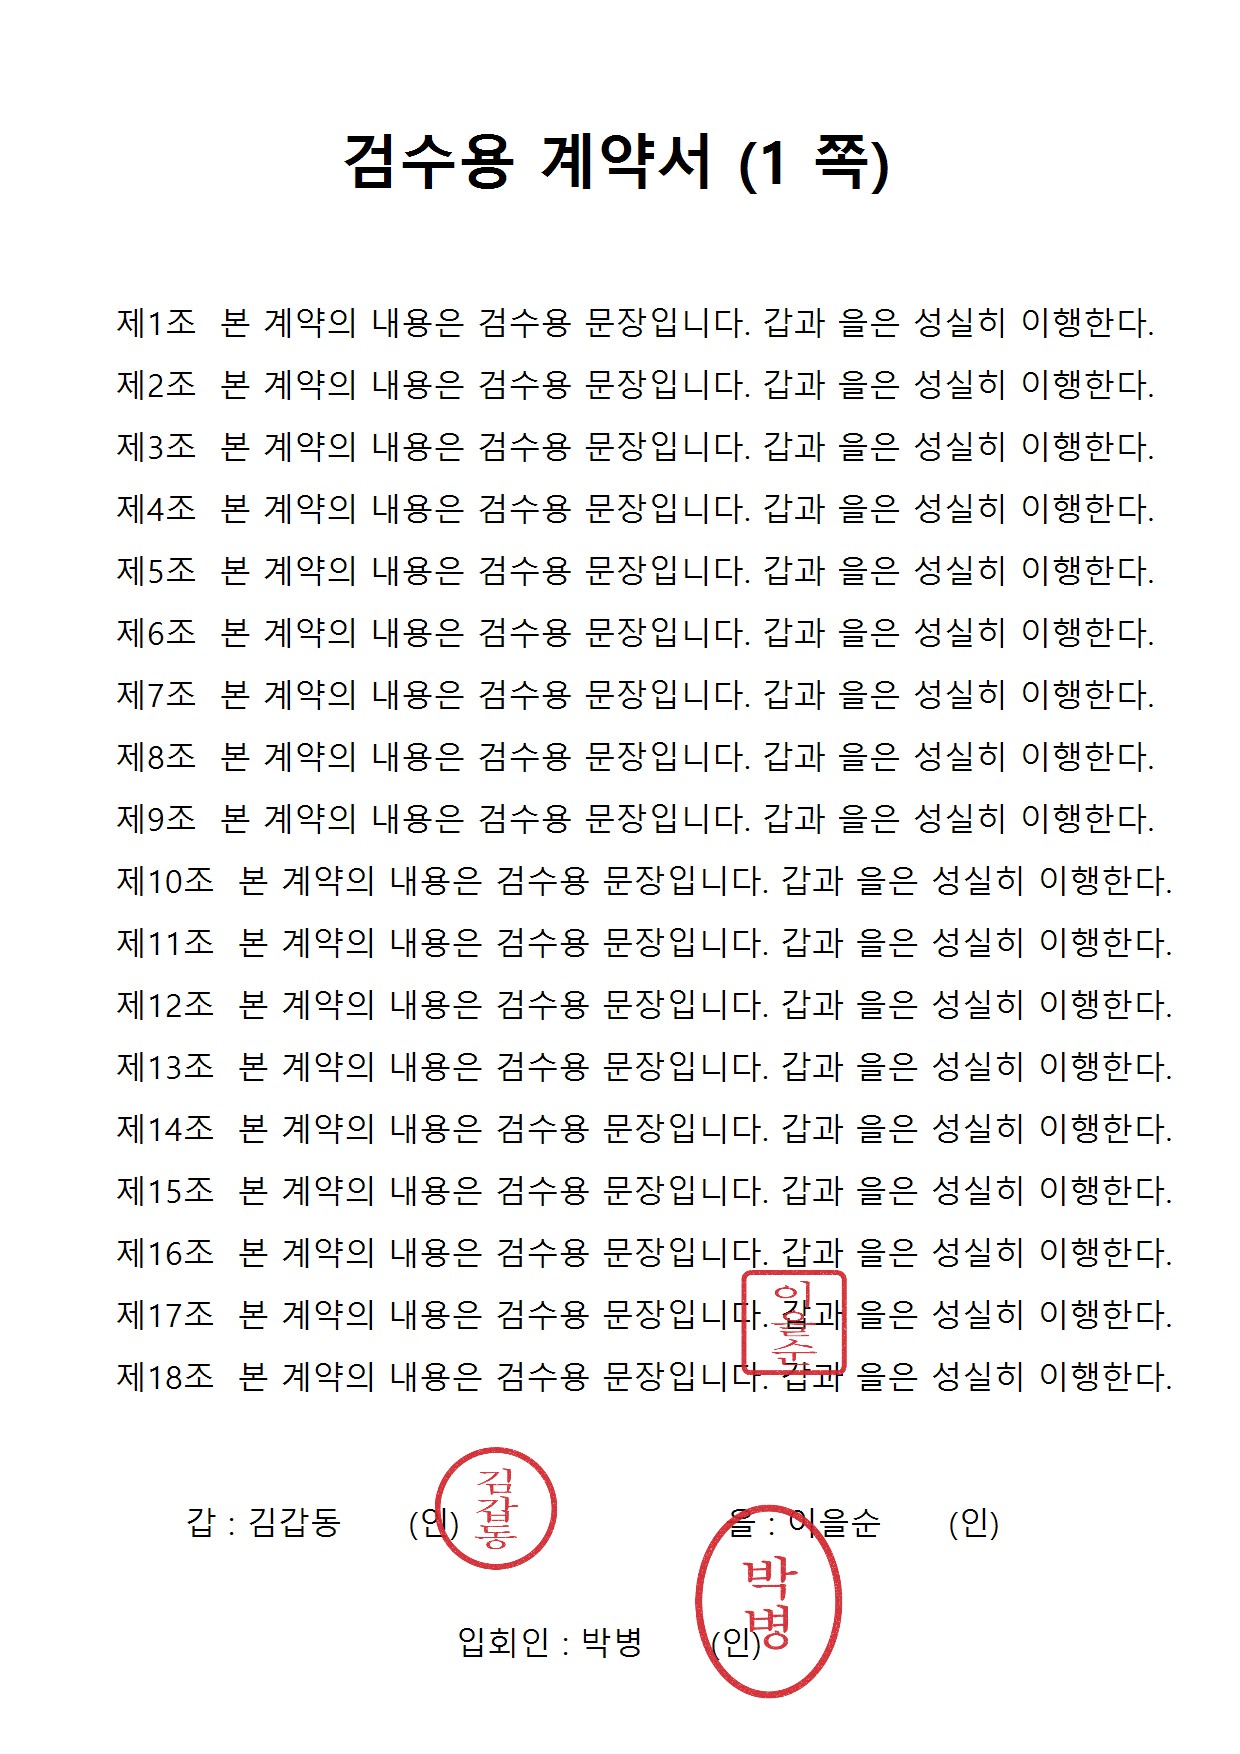 검수용 계약서 (1 쪽)
제1조 본 계약의 내용은 검수용 문장입니다. 갑과 을은 성실히 이행한다.
제2조 본 계약의 내용은 검수용 문장입니다. 갑과 을은 성실히 이행한다.
제3조 본 계약의 내용은 검수용 문장입니다. 갑과 을은 성실히 이행한다.
제4조 본 계약의 내용은 검수용 문장입니다. 갑과 을은 성실히 이행한다.
제5조 본 계약의 내용은 검수용 문장입니다. 갑과 을은 성실히 이행한다.
제6조 본 계약의 내용은 검수용 문장입니다. 갑과 을은 성실히 이행한다.
제7조 본 계약의 내용은 검수용 문장입니다. 갑과 을은 성실히 이행한다.
제8조 본 계약의 내용은 검수용 문장입니다. 갑과 을은 성실히 이행한다.
제9조 본 계약의 내용은 검수용 문장입니다. 갑과 을은 성실히 이행한다.
제10조 본 계약의 내용은 검수용 문장입니다. 갑과 을은 성실히 이행한다.
제11조 본 계약의 내용은 검수용 문장입니다. 갑과 을은 성실히 이행한다.
제12조 본 계약의 내용은 검수용 문장입니다. 갑과 을은 성실히 이행한다.
제13조 본 계약의 내용은 검수용 문장입니다. 갑과 을은 성실히 이행한다.
제14조 본 계약의 내용은 검수용 문장입니다. 갑과 을은 성실히 이행한다.
제15조 본 계약의 내용은 검수용 문장입니다. 갑과 을은 성실히 이행한다.
제16조 본 계약의 내용은 검수용 문장입니다. 갑과 을은 성실히 이행한다.
제17조 본 계약의 내용은 검수용 문장입니다. 갑과 을은 성실히 이행한다.
제18조 본 계약의 내용은 검수용 문장입니다. 갑과 을은 성실히 이행한다.
이을순
갑 : 김갑동 (인) 을 : 이을순 (인)
김갑동
입회인 : 박병 (인)
박병